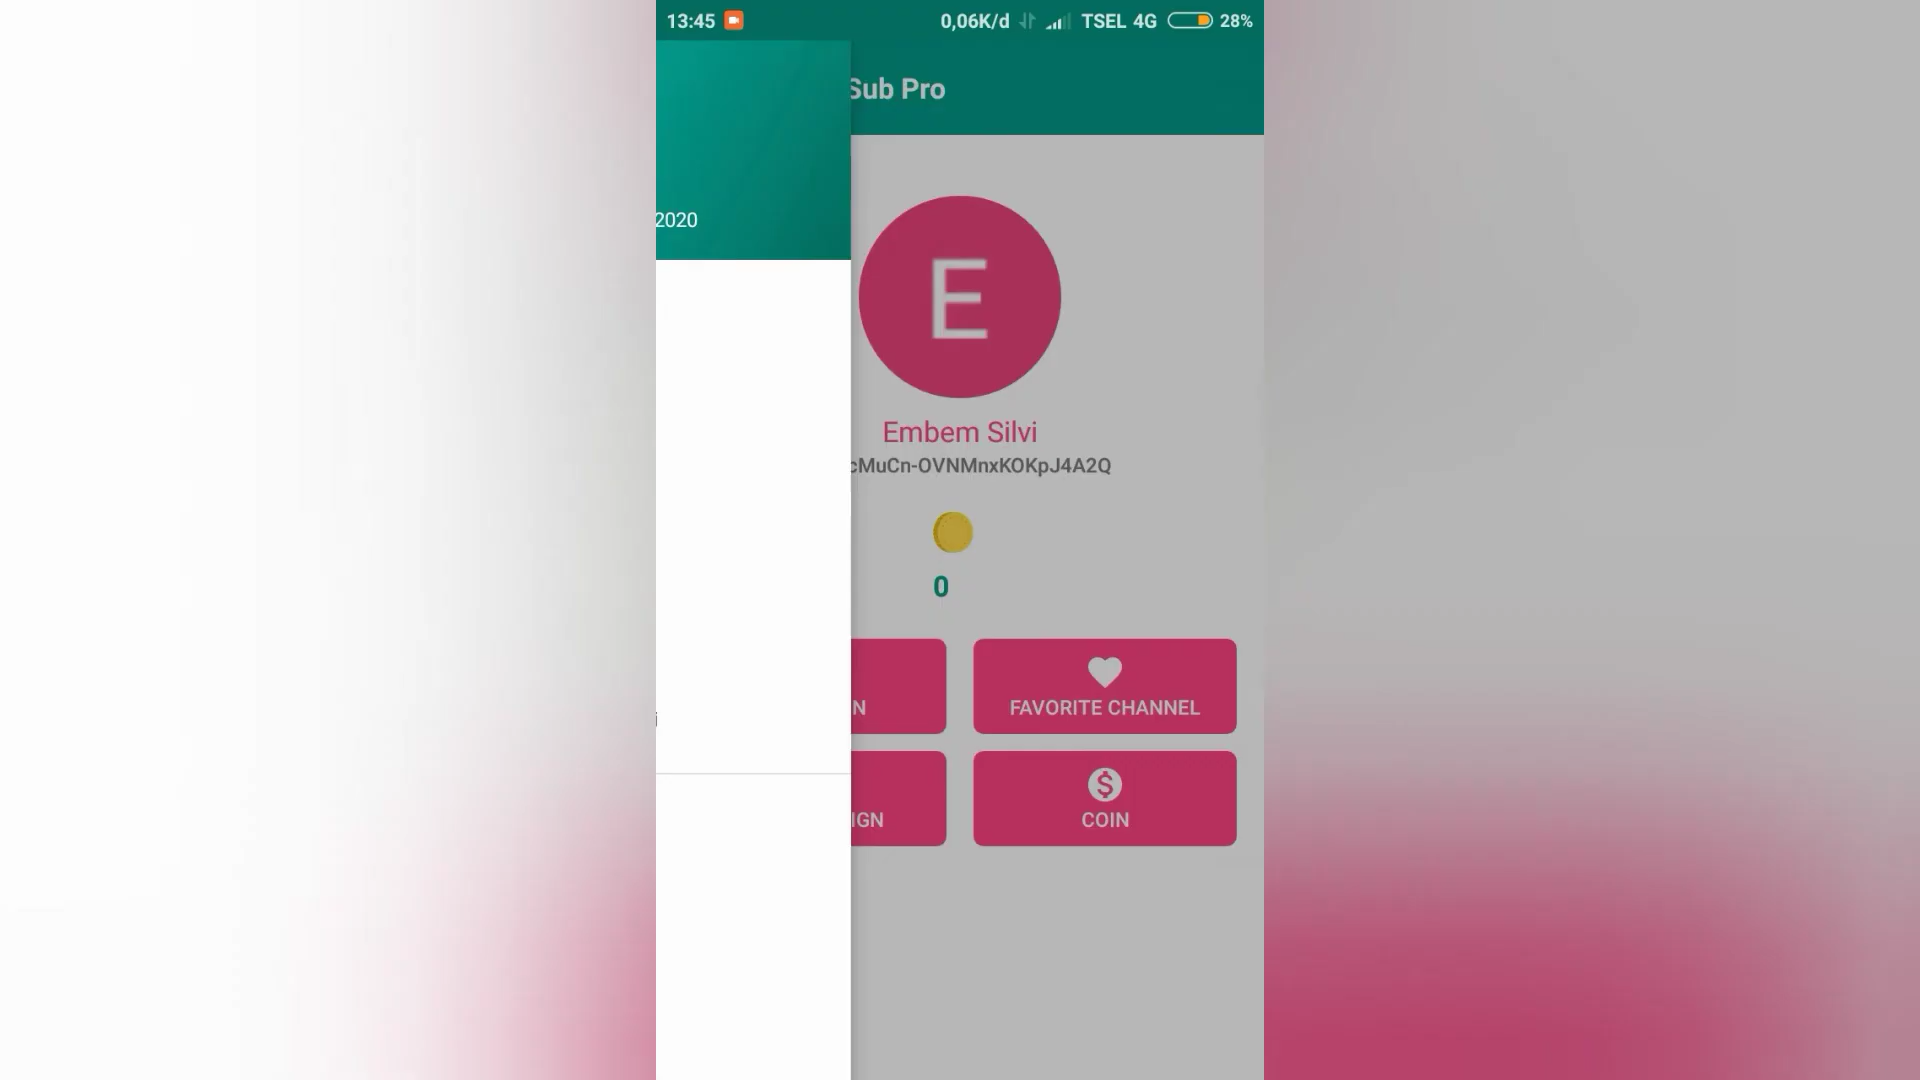 13:45 0,06K/d TSEL 4G 28%
Sub Pro
2020
Embem Silvi
cMuCn-OVNMnxKOKpJ4A2Q
0
N
FAVORITE CHANNEL
IGN
COIN